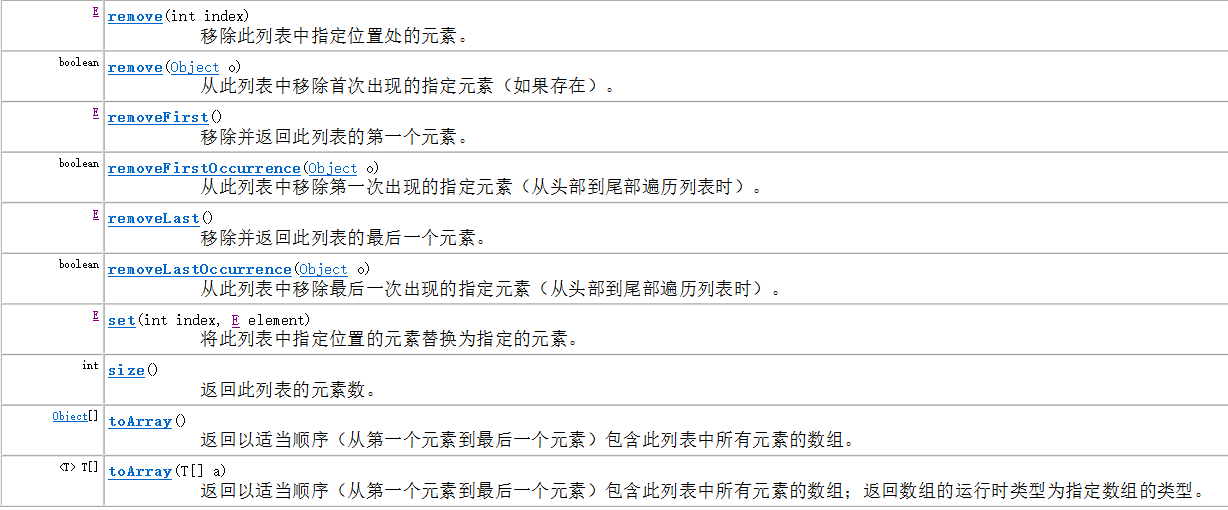 E remove(int index)
移除此列表中指定位置处的元素。
boolean remove(Object o)
从此列表中移除首次出现的指定元素（如果存在）。
E removeFirst()
移除并返回此列表的第一个元素。
boolean removeFirstOccurrence(Object o)
从此列表中移除第一次出现的指定元素（从头部到尾部遍历列表时）。
E removeLast()
移除并返回此列表的最后一个元素。
boolean removeLastOccurrence(Object o)
从此列表中移除最后一次出现的指定元素（从头部到尾部遍历列表时）。
E set(int index, E element)
将此列表中指定位置的元素替换为指定的元素。
int size()
返回此列表的元素数。
Object[] toArray()
返回以适当顺序（从第一个元素到最后一个元素）包含此列表中所有元素的数组。
<T> T[] toArray(T[] a)
返回以适当顺序（从第一个元素到最后一个元素）包含此列表中所有元素的数组；返回数组的运行时类型为指定数组的类型。